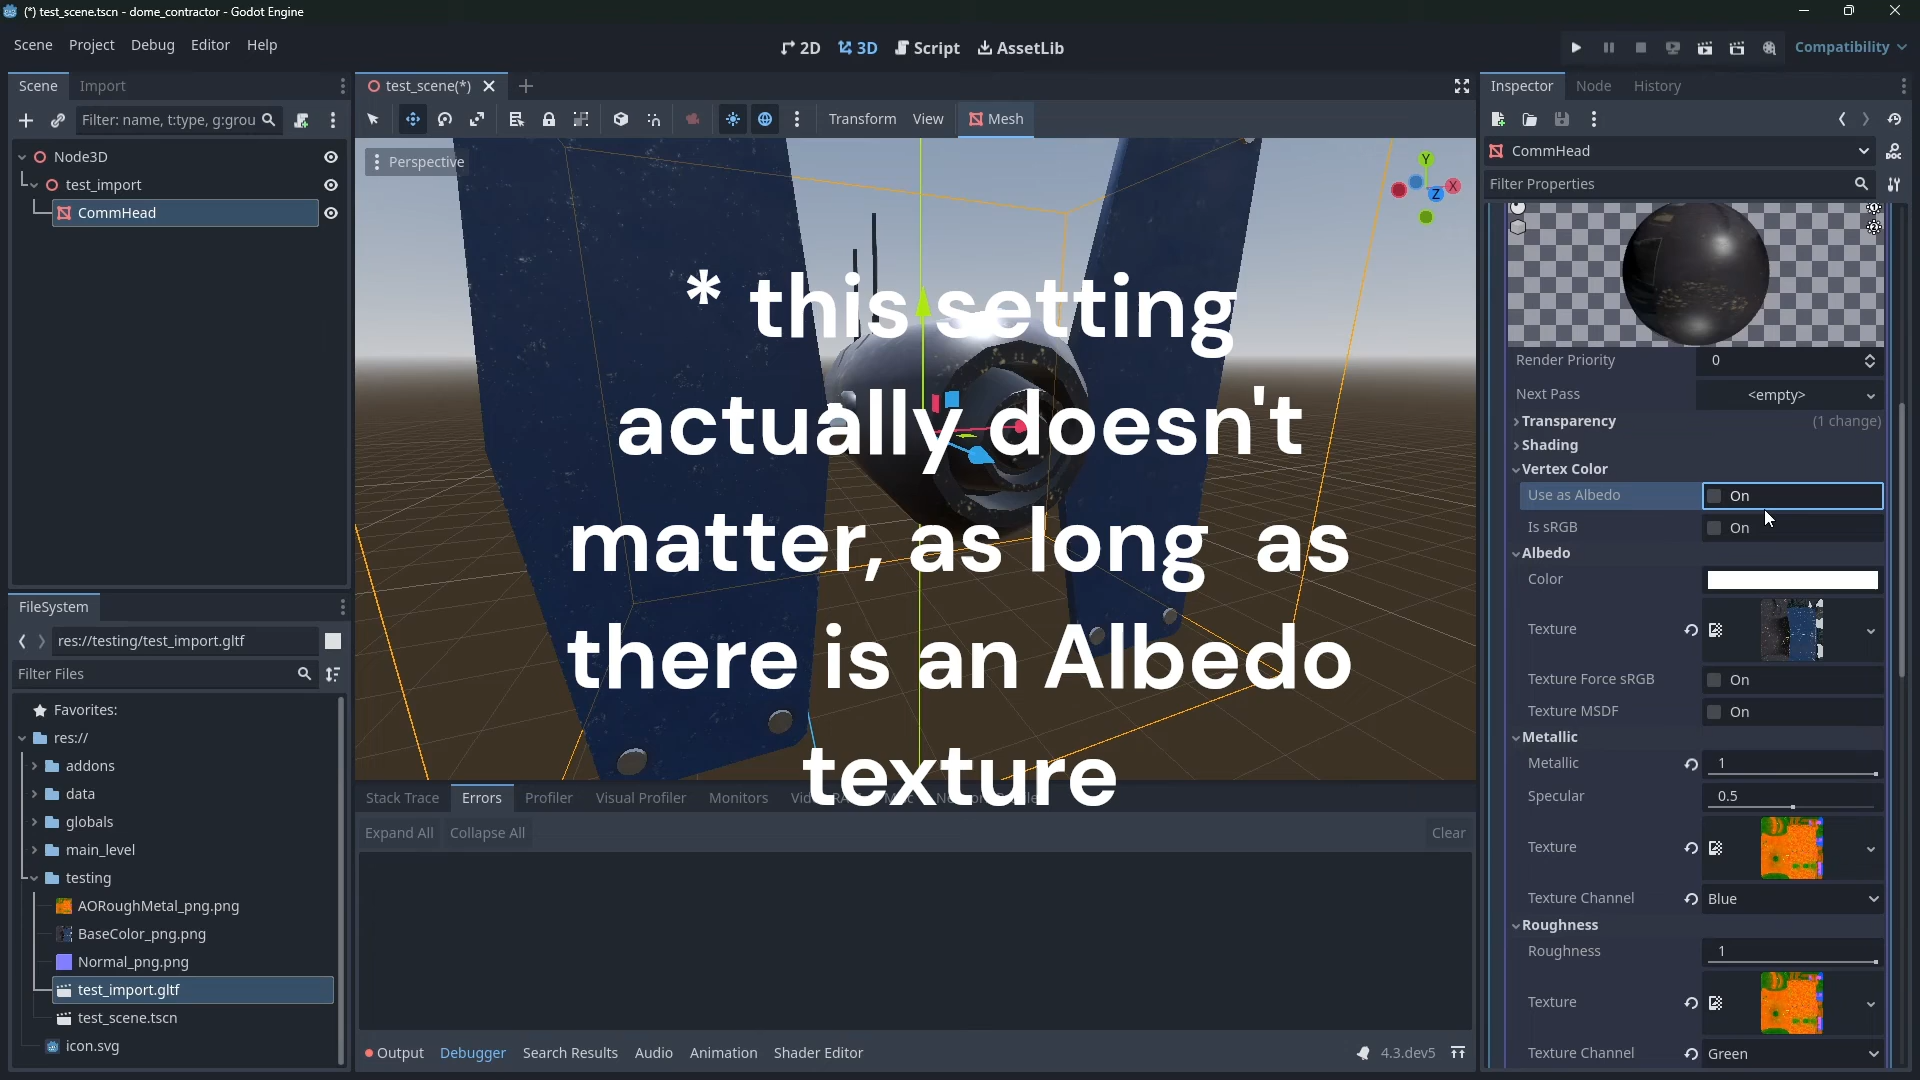 (*) test_scene.tscn - dome_contractor - Godot Engine
Scene Project Debug Editor Help
2D 3D Script AssetLib
Compatibility
Scene Import
Filter: name, t:type, g:grou
Node3D
test_import
CommHead
FileSystem
res://testing/test_import.gltf
Filter Files
Favorites:
res://
addons
data
globals
main_level
testing
AORoughMetal_png.png
BaseColor_png.png
Normal_png.png
test_import.gltf
test_scene.tscn
icon.svg
test_scene(*)
Transform View Mesh
Perspective
Y
X
Z
* this setting
actually doesn't
matter, as long as
there is an Albedo
texture
Stack Trace Errors Profiler Visual Profiler Monitors
Expand All Collapse All Clear
Output Debugger Search Results Audio Animation Shader Editor 4.3.dev5
Inspector Node History
CommHead
Filter Properties
Render Priority 0
Next Pass <empty>
Transparency (1 change)
Shading
Vertex Color
Use as Albedo On
Is sRGB On
Albedo
Color
Texture
Texture Force sRGB On
Texture MSDF On
Metallic
Metallic 1
Specular 0.5
Texture
Texture Channel Blue
Roughness
Roughness 1
Texture
Texture Channel Green